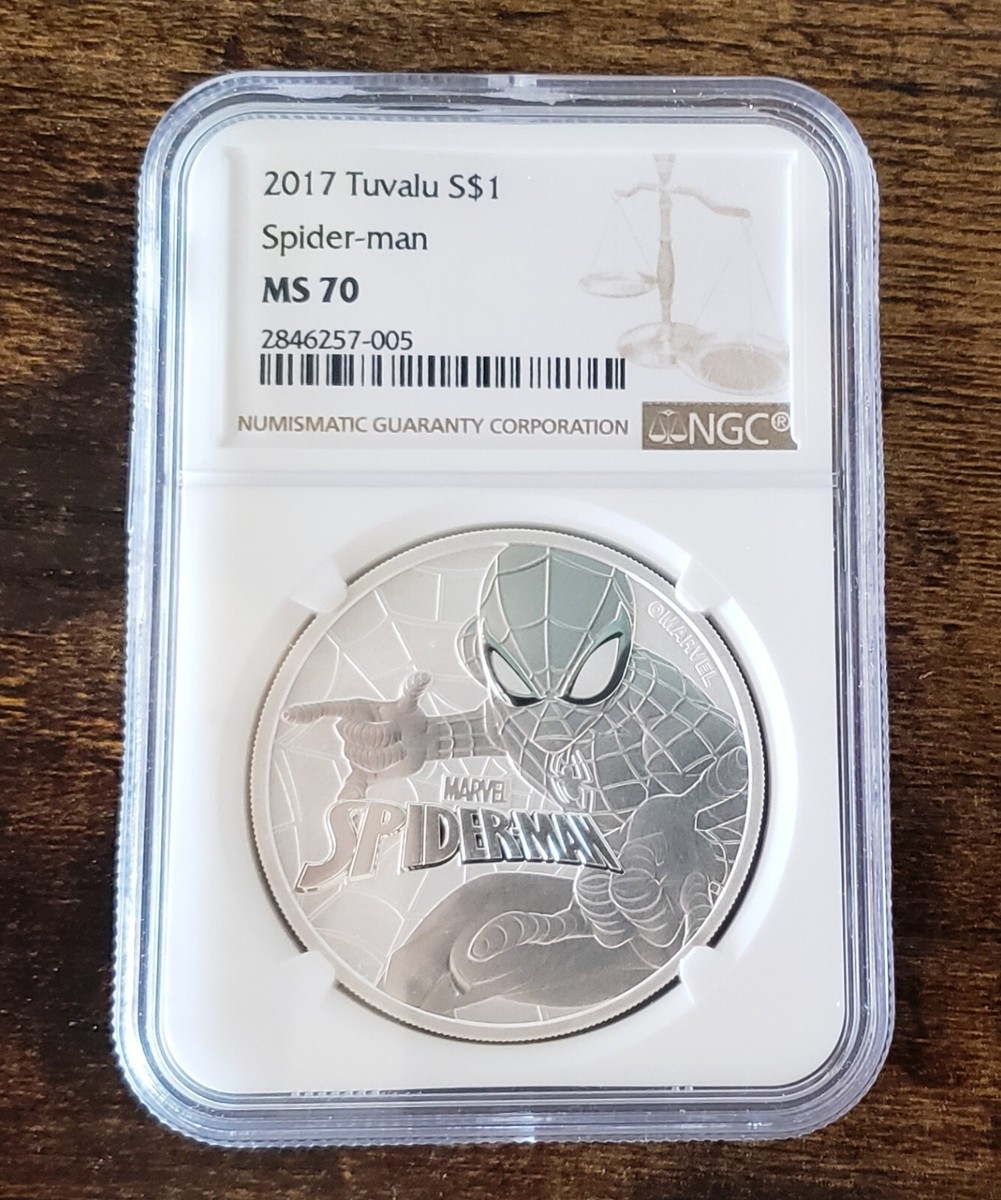 2017 Tuvalu S$1
Spider-man
MS 70
2846257-005
NUMISMATIC GUARANTY CORPORATION
NGC®
©MARVEL
MARVEL
SPIDER-MAN